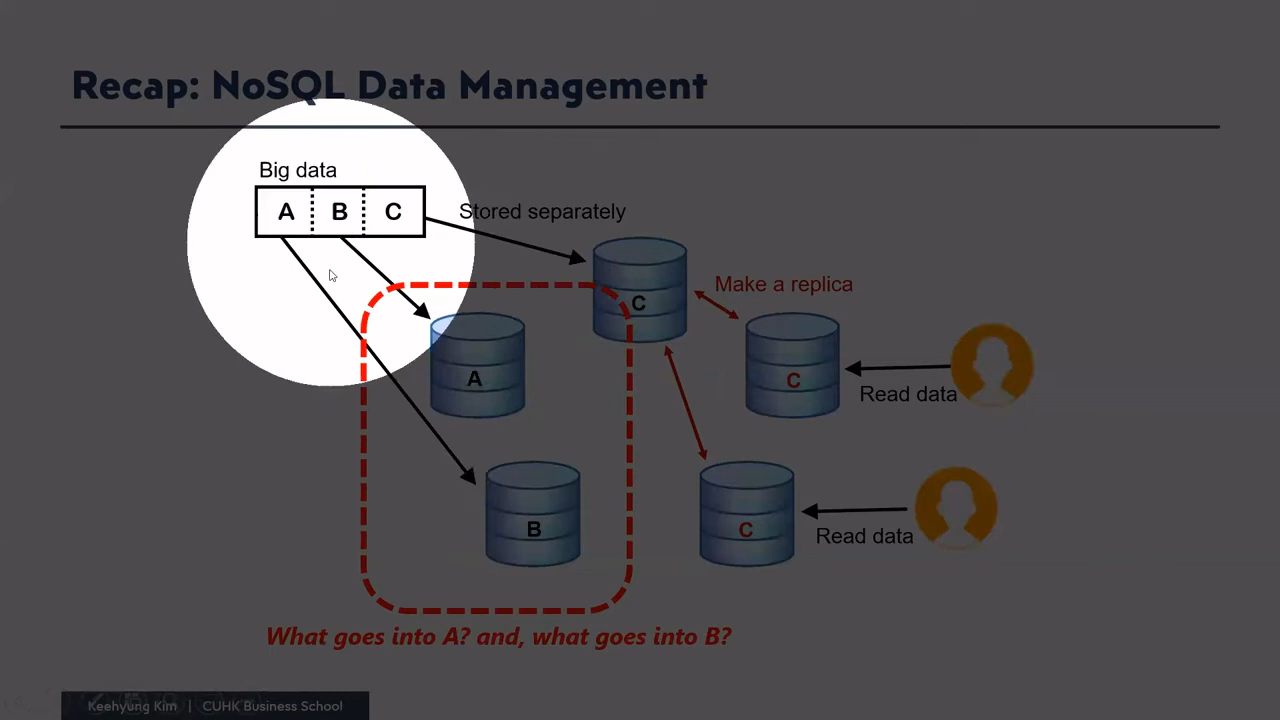 Recap: NoSQL Data Management
Big data
A B C
Stored separately
C
Make a replica
A
C
Read data
B
C
Read data
What goes into A? and, what goes into B?
Keehyung Kim | CUHK Business School